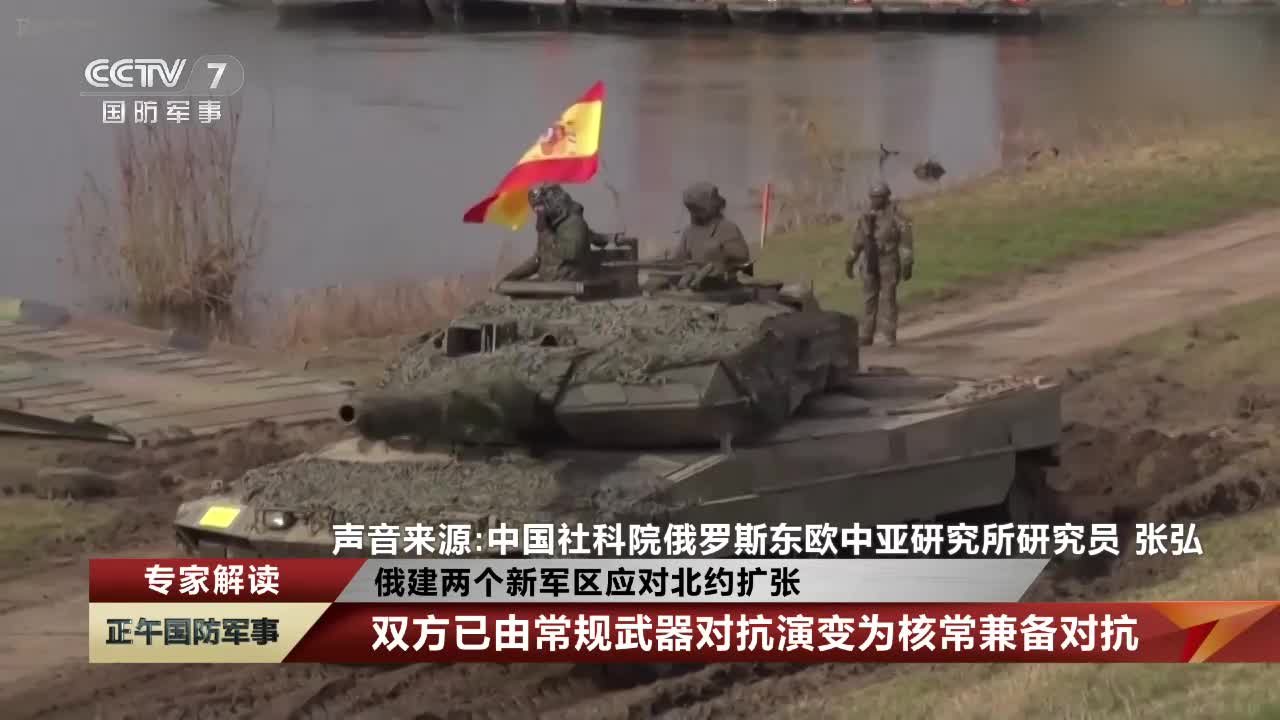 CCTV 7
国防军事
声音来源:中国社科院俄罗斯东欧中亚研究所研究员 张弘
专家解读
俄建两个新军区应对北约扩张
正午国防军事
双方已由常规武器对抗演变为核常兼备对抗